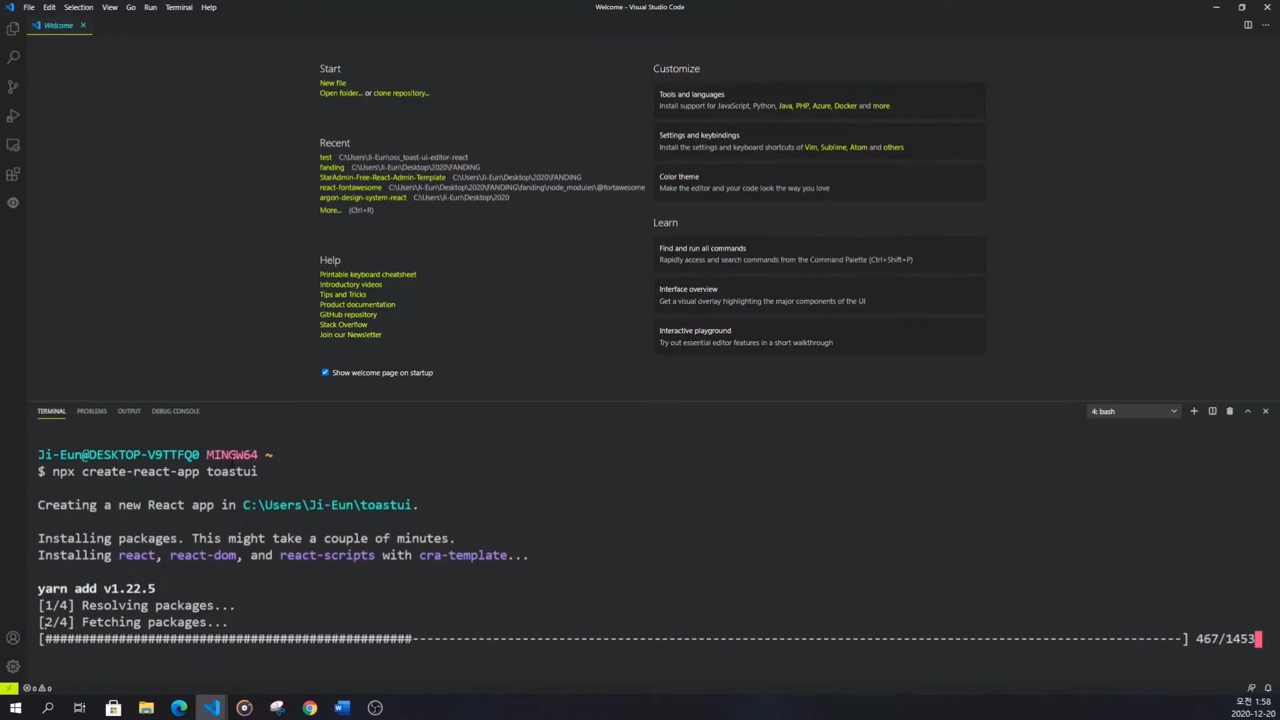 File Edit Selection View Go Run Terminal Help
Welcome - Visual Studio Code
Welcome
Start
New file
Open folder... or clone repository...
Recent
test C:\Users\Ji-Eun\oss_toast-ui-editor-react
fanding C:\Users\Ji-Eun\Desktop\2020\FANDING
StarAdmin-Free-React-Admin-Template C:\Users\Ji-Eun\Desktop\2020\FANDING
react-fontawesome C:\Users\Ji-Eun\Desktop\2020\FANDING\fanding\node_modules\@fortawesome
argon-design-system-react C:\Users\Ji-Eun\Desktop\2020
More... (Ctrl+R)
Help
Printable keyboard cheatsheet
Introductory videos
Tips and Tricks
Product documentation
GitHub repository
Stack Overflow
Join our Newsletter
Show welcome page on startup
Customize
Tools and languages
Install support for JavaScript, Python, Java, PHP, Azure, Docker and more
Settings and keybindings
Install the settings and keyboard shortcuts of Vim, Sublime, Atom and others
Color theme
Make the editor and your code look the way you love
Learn
Find and run all commands
Rapidly access and search commands from the Command Palette (Ctrl+Shift+P)
Interface overview
Get a visual overlay highlighting the major components of the UI
Interactive playground
Try out essential editor features in a short walkthrough
TERMINAL PROBLEMS OUTPUT DEBUG CONSOLE
4: bash
Ji-Eun@DESKTOP-V9TTFQ0 MINGW64 ~
$ npx create-react-app toastui
Creating a new React app in C:\Users\Ji-Eun\toastui.
Installing packages. This might take a couple of minutes.
Installing react, react-dom, and react-scripts with cra-template...
yarn add v1.22.5
[1/4] Resolving packages...
[2/4] Fetching packages...
[##################################################---------------------------------------------------------------------------------------------------------] 467/1453
0 0
오전 1:58
2020-12-20